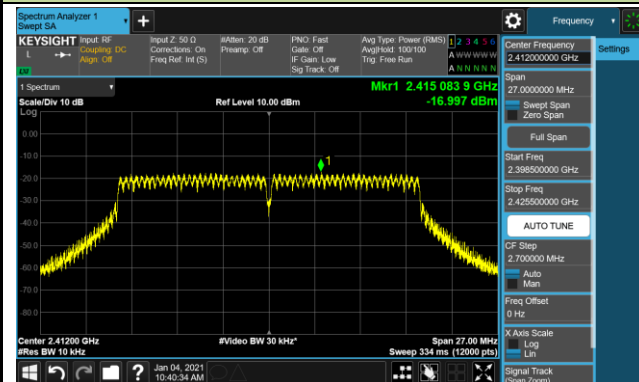 Spectrum Analyzer 1
Swept SA
Frequency
KEYSIGHT
Input: RF
Coupling: DC
Align: Off
Input Z: 50 Ω
Corrections: On
Freq Ref: Int (S)
#Atten: 20 dB
Preamp: Off
PNO: Fast
Gate: Off
IF Gain: Low
Sig Track: Off
Avg Type: Power (RMS)
Avg|Hold: 100/100
Trig: Free Run
1 2 3 4 5 6
A W W W W W
A N N N N N
1 Spectrum
Scale/Div 10 dB
Log
Ref Level 10.00 dBm
Mkr1 2.415 083 9 GHz
-16.997 dBm
0.00
-10.0
-20.0
-30.0
-40.0
-50.0
-60.0
-70.0
-80.0
1
Center 2.41200 GHz
#Res BW 10 kHz
#Video BW 30 kHz*
Span 27.00 MHz
Sweep 334 ms (12000 pts)
Jan 04, 2021
10:40:34 AM
Center Frequency
2.412000000 GHz
Span
27.0000000 MHz
Swept Span
Zero Span
Full Span
Start Freq
2.398500000 GHz
Stop Freq
2.425500000 GHz
AUTO TUNE
CF Step
2.700000 MHz
Auto
Man
Freq Offset
0 Hz
X Axis Scale
Log
Lin
Signal Track
(Span Zoom)
Settings